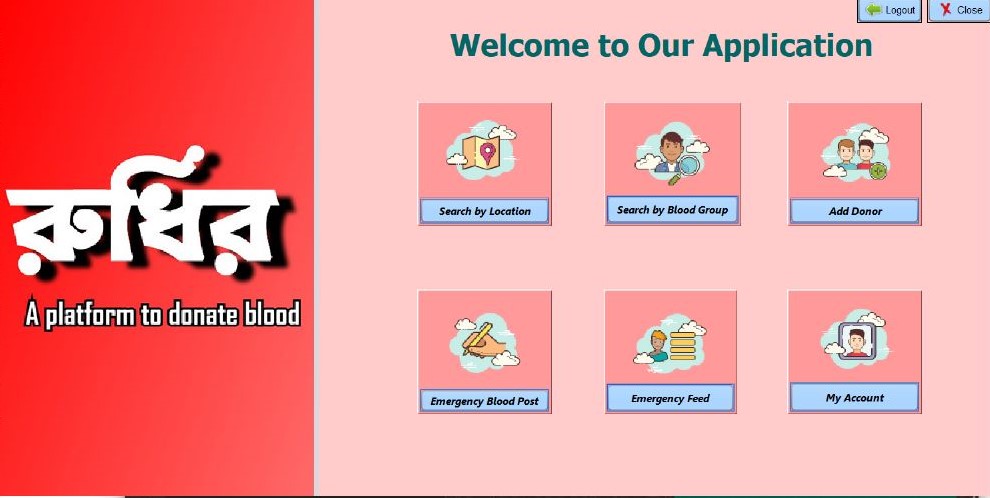 Logout Close
Welcome to Our Application
রুধির
A platform to donate blood
Search by Location
Search by Blood Group
Add Donor
Emergency Blood Post
Emergency Feed
My Account